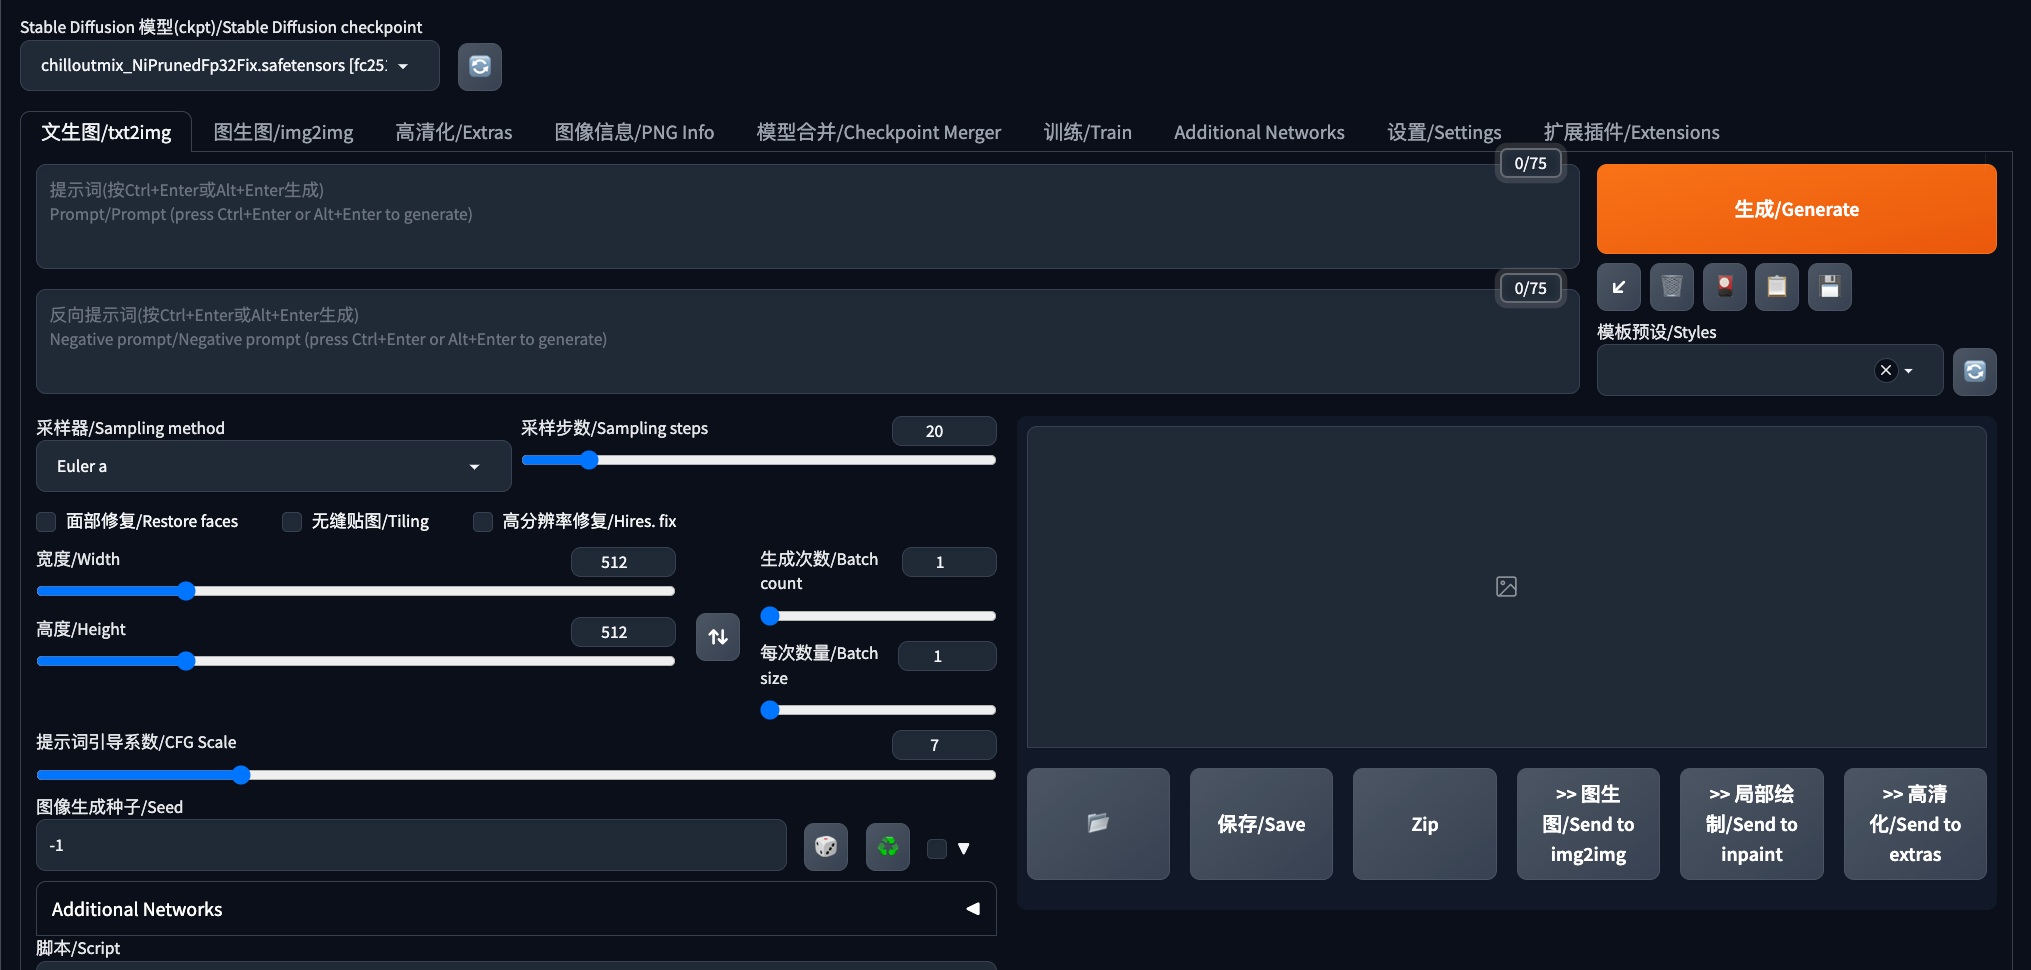 Stable Diffusion 模型(ckpt)/Stable Diffusion checkpoint
chilloutmix_NiPrunedFp32Fix.safetensors [fc25
文生图/txt2img
图生图/img2img
高清化/Extras
图像信息/PNG Info
模型合并/Checkpoint Merger
训练/Train
Additional Networks
设置/Settings
扩展插件/Extensions
0/75
提示词(按Ctrl+Enter或Alt+Enter生成)
Prompt/Prompt (press Ctrl+Enter or Alt+Enter to generate)
生成/Generate
0/75
反向提示词(按Ctrl+Enter或Alt+Enter生成)
Negative prompt/Negative prompt (press Ctrl+Enter or Alt+Enter to generate)
模板预设/Styles
采样器/Sampling method
Euler a
采样步数/Sampling steps
20
面部修复/Restore faces
无缝贴图/Tiling
高分辨率修复/Hires. fix
宽度/Width
512
高度/Height
512
生成次数/Batch
count
1
每次数量/Batch
size
1
提示词引导系数/CFG Scale
7
图像生成种子/Seed
-1
Additional Networks
脚本/Script
保存/Save
Zip
>> 图生
图/Send to
img2img
>> 局部绘
制/Send to
inpaint
>> 高清
化/Send to
extras